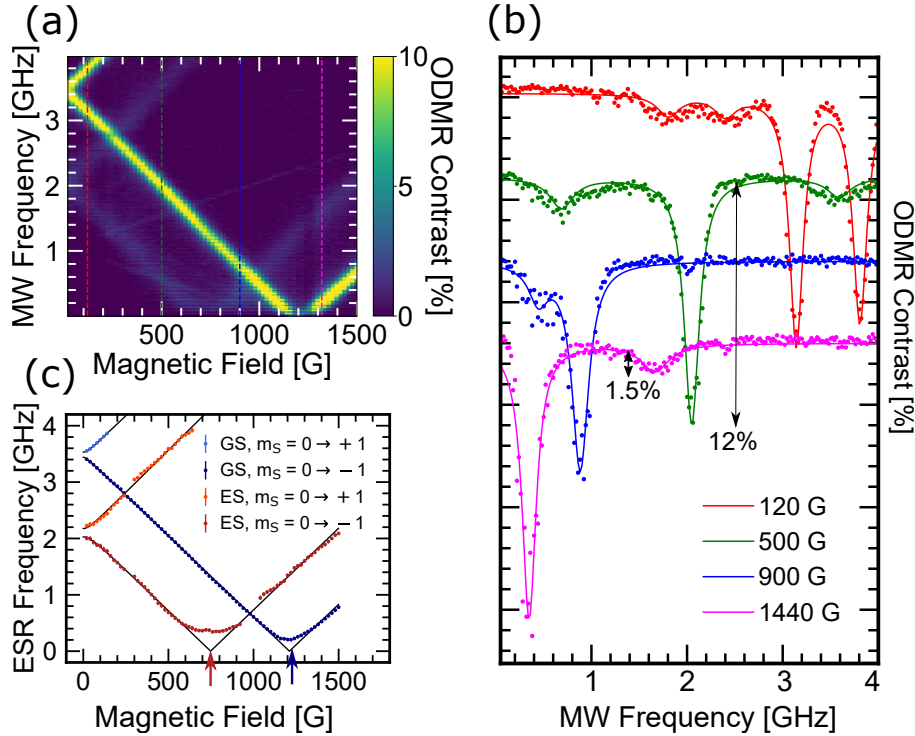 (a)
MW Frequency [GHz]
3
2
1
500
1000
1500
Magnetic Field [G]
10
5
0
ODMR Contrast [%]
(b)
1.5%
12%
120 G
500 G
900 G
1440 G
0
1
2
3
4
MW Frequency [GHz]
ODMR Contrast [%]
(c)
ESR Frequency [GHz]
4
3
2
1
0
GS, mS = 0 → + 1
GS, mS = 0 → − 1
ES, mS = 0 → + 1
ES, mS = 0 → − 1
0
500
1000
1500
Magnetic Field [G]